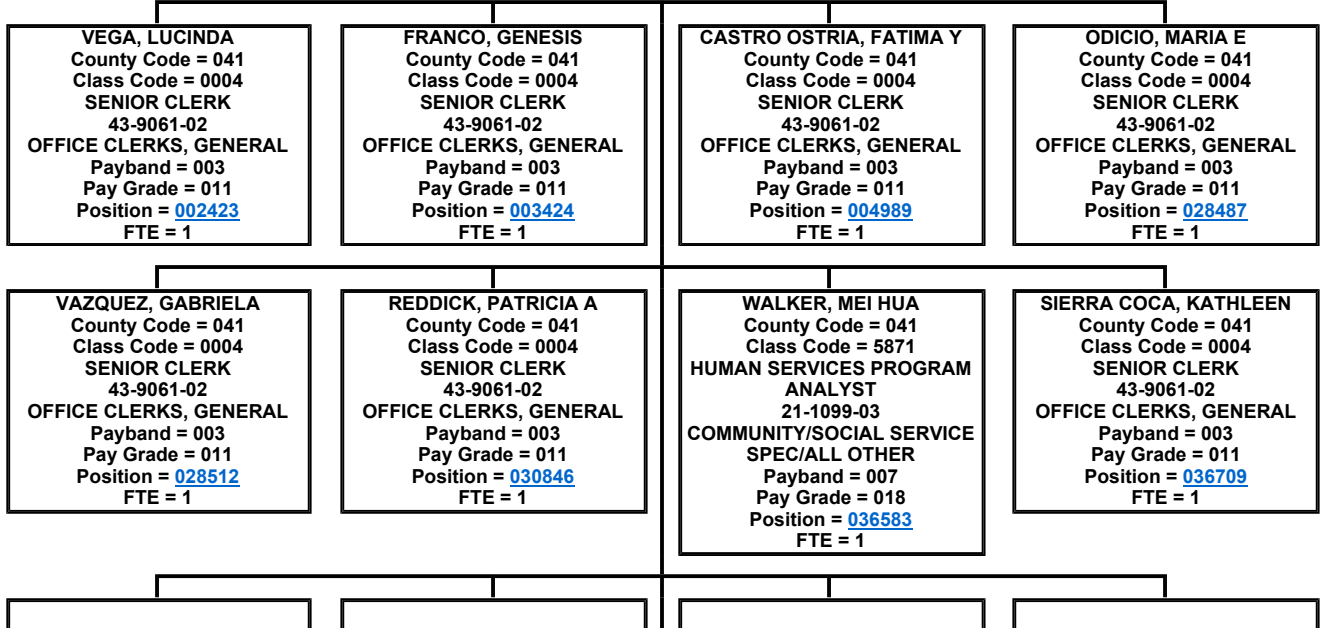 VEGA, LUCINDA
County Code = 041
Class Code = 0004
SENIOR CLERK
43-9061-02
OFFICE CLERKS, GENERAL
Payband = 003
Pay Grade = 011
Position = 002423
FTE = 1
FRANCO, GENESIS
County Code = 041
Class Code = 0004
SENIOR CLERK
43-9061-02
OFFICE CLERKS, GENERAL
Payband = 003
Pay Grade = 011
Position = 003424
FTE = 1
CASTRO OSTRIA, FATIMA Y
County Code = 041
Class Code = 0004
SENIOR CLERK
43-9061-02
OFFICE CLERKS, GENERAL
Payband = 003
Pay Grade = 011
Position = 004989
FTE = 1
ODICIO, MARIA E
County Code = 041
Class Code = 0004
SENIOR CLERK
43-9061-02
OFFICE CLERKS, GENERAL
Payband = 003
Pay Grade = 011
Position = 028487
FTE = 1
VAZQUEZ, GABRIELA
County Code = 041
Class Code = 0004
SENIOR CLERK
43-9061-02
OFFICE CLERKS, GENERAL
Payband = 003
Pay Grade = 011
Position = 028512
FTE = 1
REDDICK, PATRICIA A
County Code = 041
Class Code = 0004
SENIOR CLERK
43-9061-02
OFFICE CLERKS, GENERAL
Payband = 003
Pay Grade = 011
Position = 030846
FTE = 1
WALKER, MEI HUA
County Code = 041
Class Code = 5871
HUMAN SERVICES PROGRAM
ANALYST
21-1099-03
COMMUNITY/SOCIAL SERVICE
SPEC/ALL OTHER
Payband = 007
Pay Grade = 018
Position = 036583
FTE = 1
SIERRA COCA, KATHLEEN
County Code = 041
Class Code = 0004
SENIOR CLERK
43-9061-02
OFFICE CLERKS, GENERAL
Payband = 003
Pay Grade = 011
Position = 036709
FTE = 1